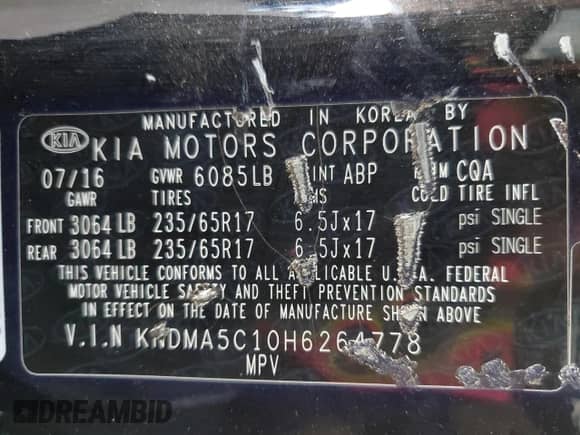 MANUFACTURED IN KOREA BY
KIA KIA MOTORS CORPORATION
07/16 GVWR 6085LB ABP CQA
GAWR TIRES COLD TIRE INFL
FRONT 3064 LB 235/65R17 6.5Jx17 psi SINGLE
REAR 3064 LB 235/65R17 6.5Jx17 psi SINGLE
THIS VEHICLE CONFORMS TO ALL APPLICABLE U.S.A. FEDERAL
MOTOR VEHICLE SAFETY AND THEFT PREVENTION STANDARDS
IN EFFECT ON THE DATE OF MANUFACTURE SHOWN ABOVE
V.I.N KNDMA5C10H6264778
MPV
DREAMBID